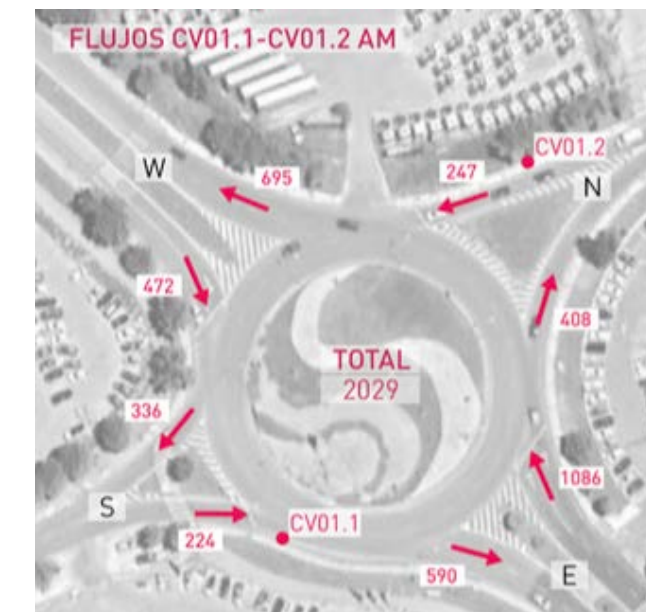 FLUJOS CV01.1-CV01.2 AM
CV01.2
W
695
247
N
472
408
TOTAL
2029
336
1086
S
CV01.1
224
590
E